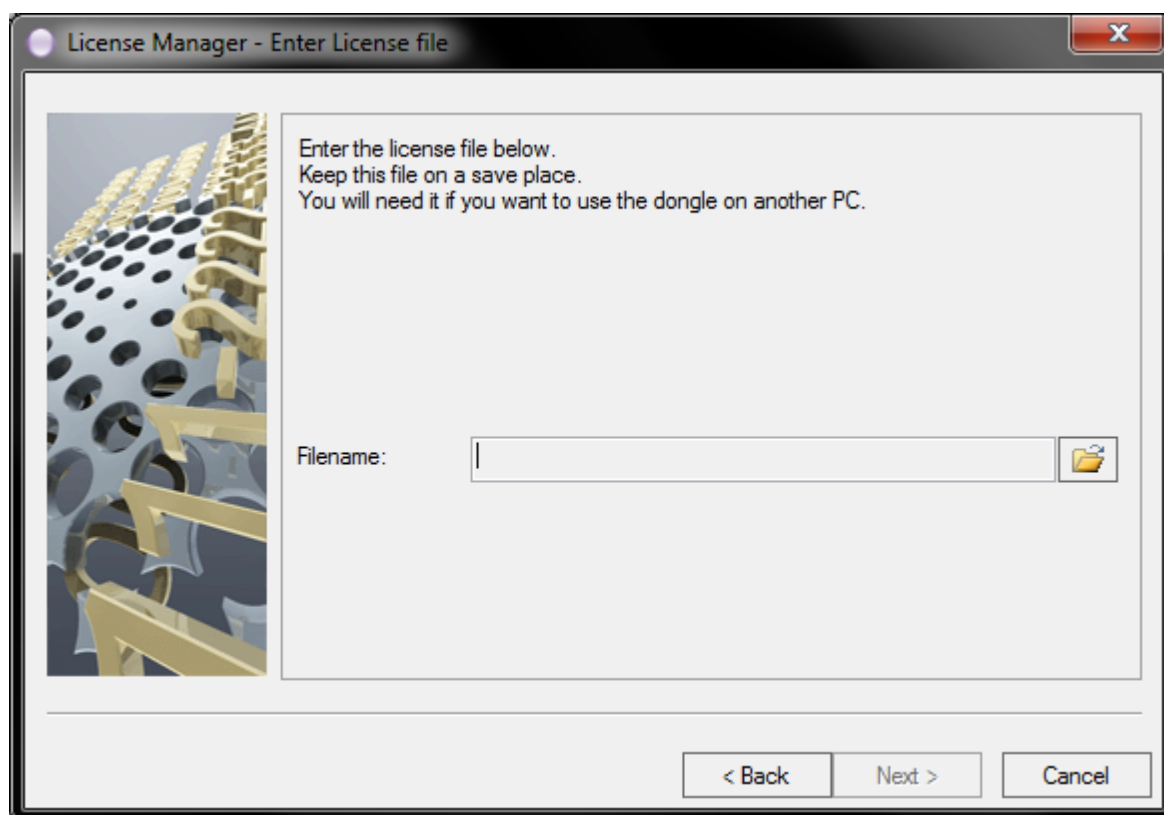 License Manager - Enter License file
Enter the license file below.
Keep this file on a save place.
You will need it if you want to use the dongle on another PC.
Filename:
< Back Next > Cancel